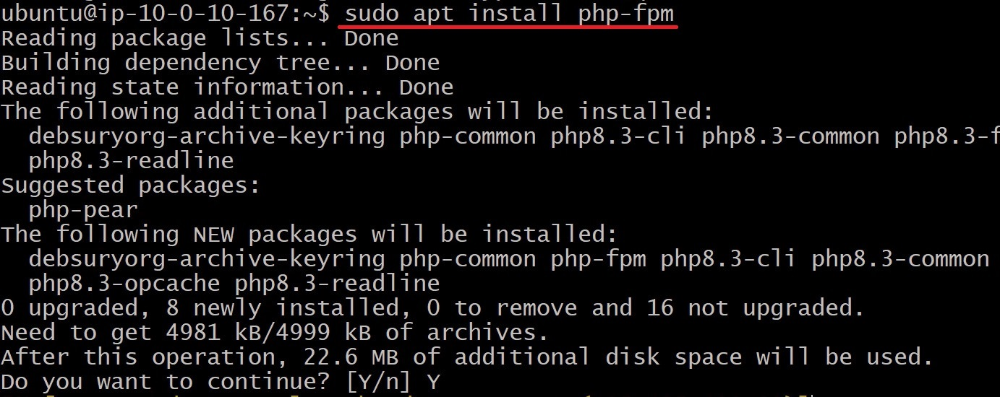 ubuntu@ip-10-0-10-167:~$ sudo apt install php-fpm
Reading package lists... Done
Building dependency tree... Done
Reading state information... Done
The following additional packages will be installed:
debsuryorg-archive-keyring php-common php8.3-cli php8.3-common
php8.3-readline
Suggested packages:
php-pear
The following NEW packages will be installed:
debsuryorg-archive-keyring php-common php-fpm php8.3-cli php8.3-common
php8.3-opcache php8.3-readline
0 upgraded, 8 newly installed, 0 to remove and 16 not upgraded.
Need to get 4981 kB/4999 kB of archives.
After this operation, 22.6 MB of additional disk space will be used.
Do you want to continue? [Y/n] Y